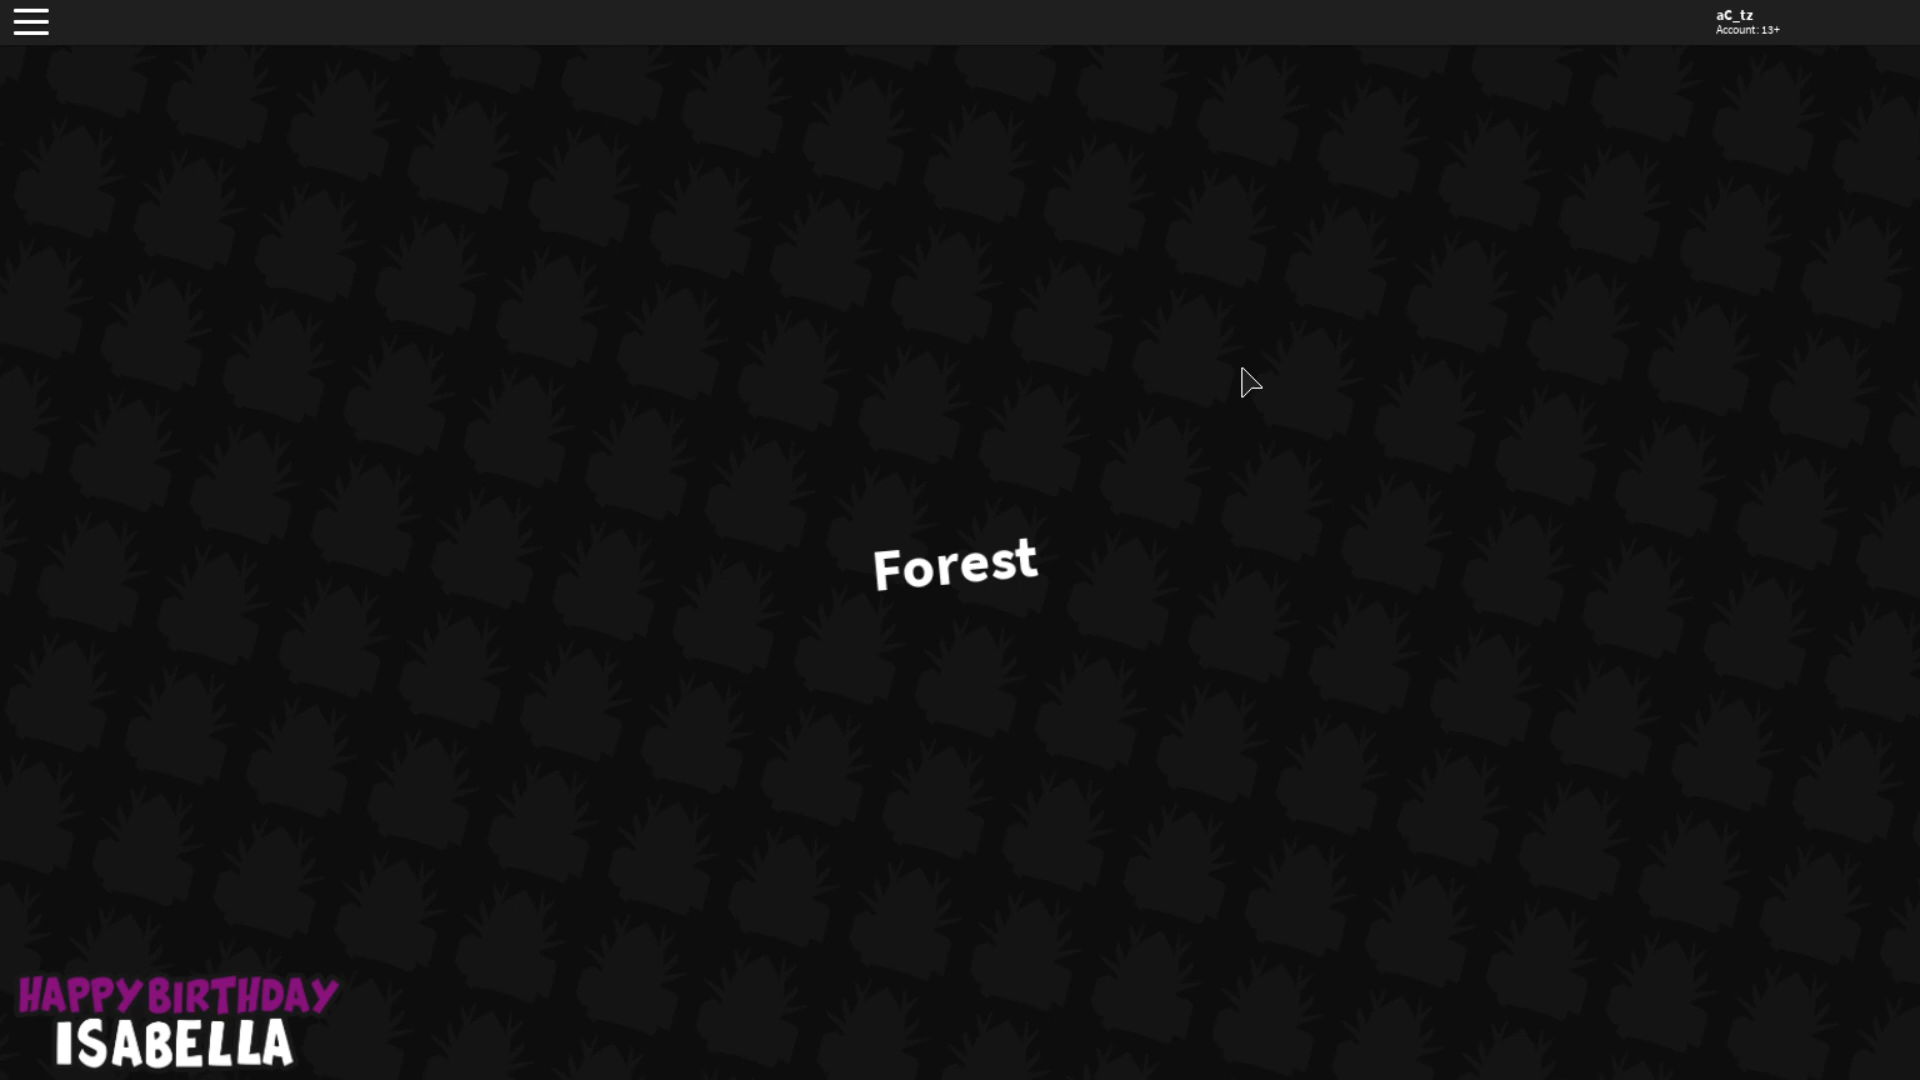 aC_tz
Account: 13+
Forest
HAPPY BIRTHDAY
ISABELLA